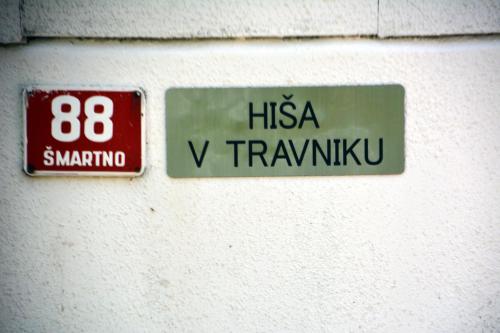 88
ŠMARTNO
HIŠA
V TRAVNIKU